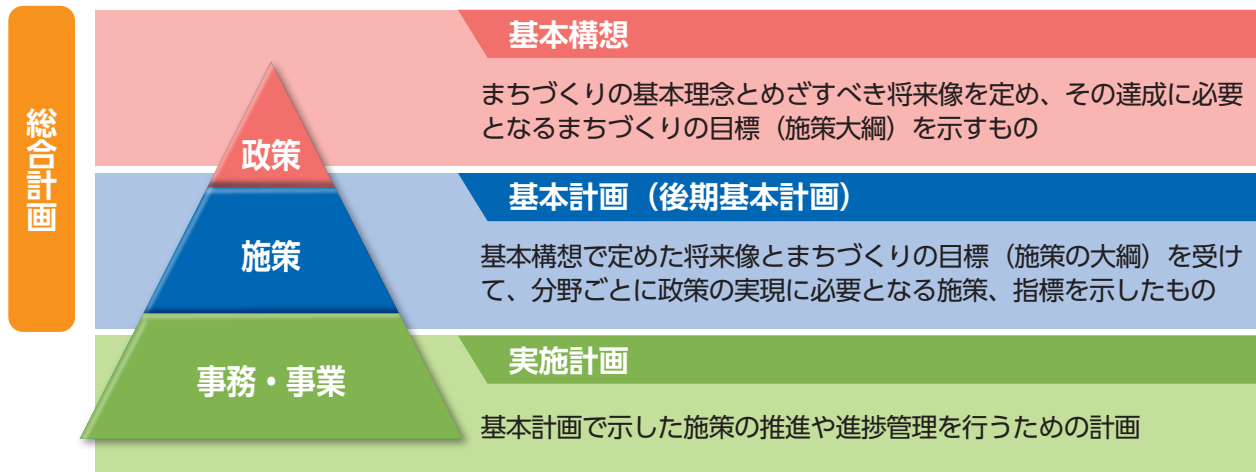 総合計画
基本構想
まちづくりの基本理念とめざすべき将来像を定め、その達成に必要
となるまちづくりの目標（施策大綱）を示すもの
政策
基本計画（後期基本計画）
基本構想で定めた将来像とまちづくりの目標（施策の大綱）を受け
て、分野ごとに政策の実現に必要となる施策、指標を示したもの
施策
実施計画
基本計画で示した施策の推進や進捗管理を行うための計画
事務・事業